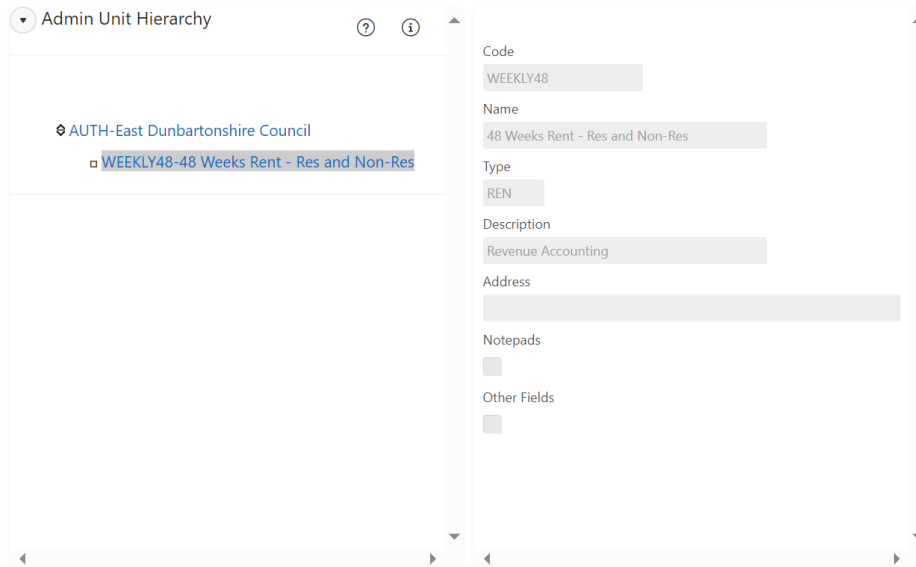 Admin Unit Hierarchy
AUTH-East Dunbartonshire Council
WEEKLY48-48 Weeks Rent - Res and Non-Res
Code
WEEKLY48
Name
48 Weeks Rent - Res and Non-Res
Type
REN
Description
Revenue Accounting
Address
Notepads
Other Fields